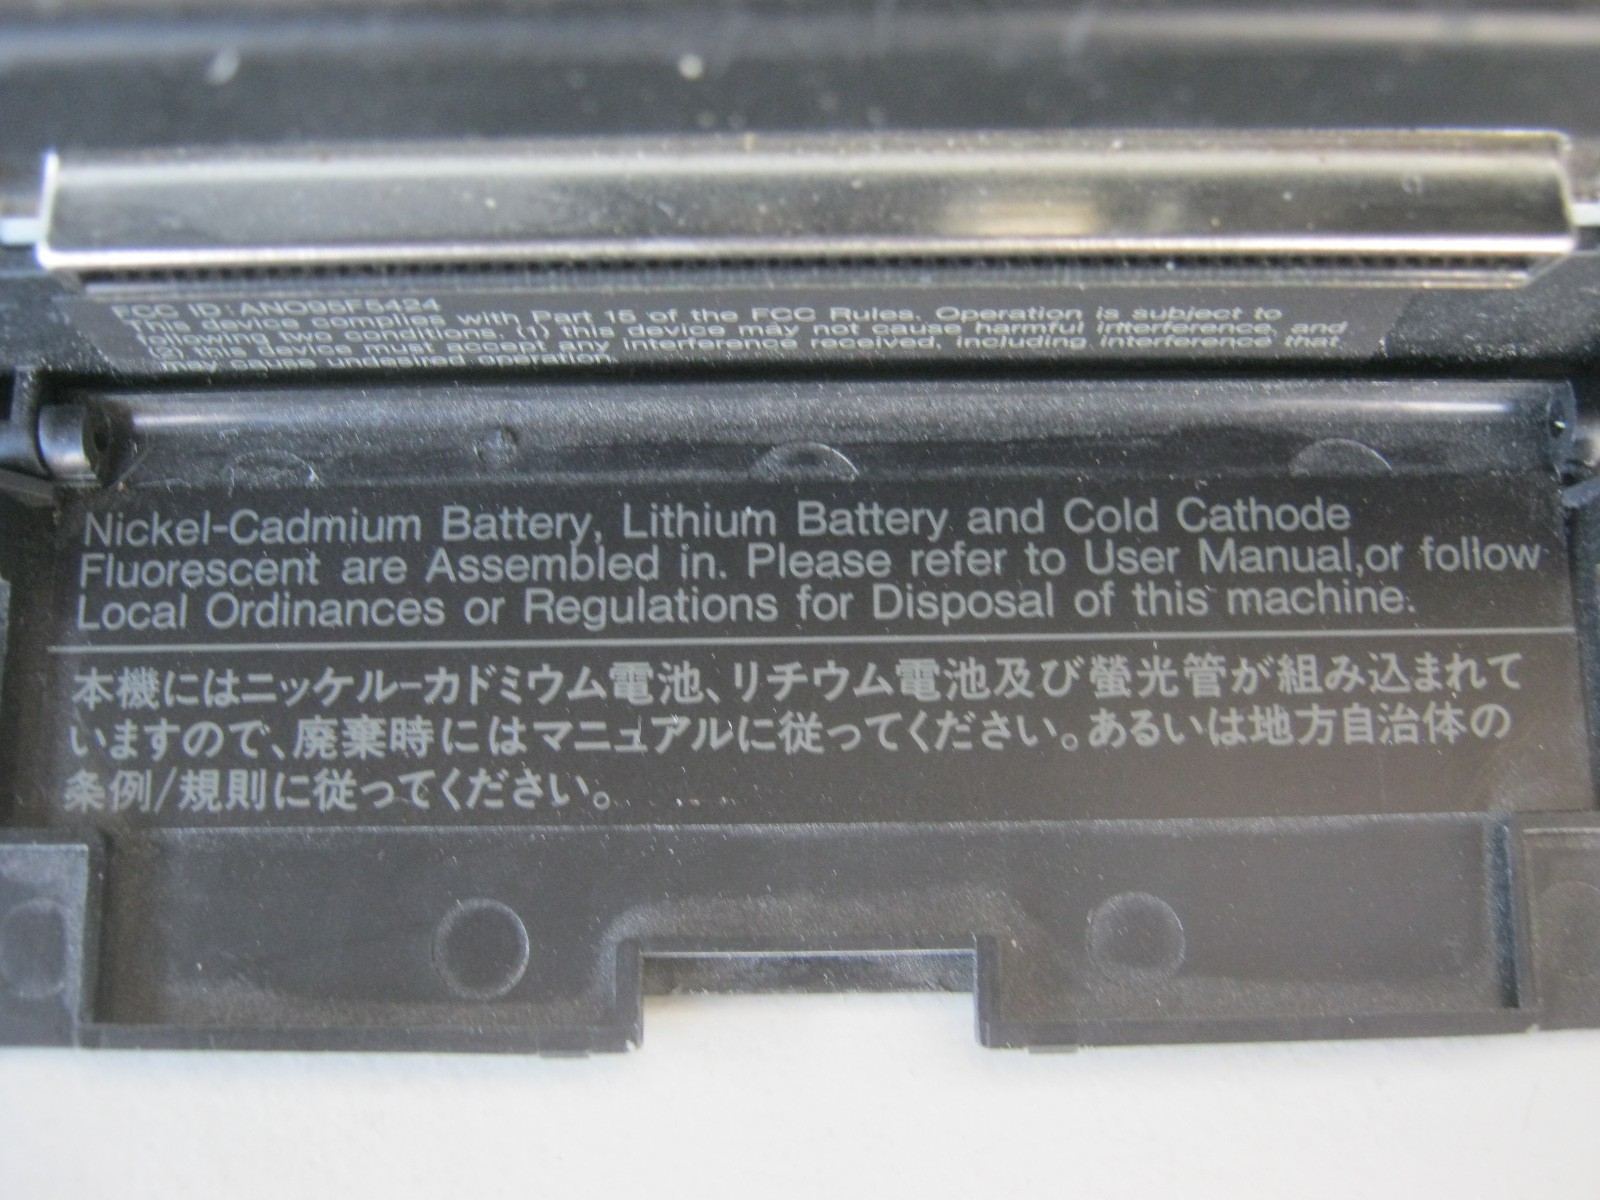 FCC ID: ANO95F5424
This device complies with Part 15 of the FCC Rules. Operation is subject to
following two conditions. (1) this device may not cause harmful interference, and
(2) this device must accept any interference received, including interference that
may cause undesired operation.
Nickel-Cadmium Battery, Lithium Battery and Cold Cathode
Fluorescent are Assembled in. Please refer to User Manual,or follow
Local Ordinances or Regulations for Disposal of this machine.
本機にはニッケル-カドミウム電池、リチウム電池及び螢光管が組み込まれて
いますので、廃棄時にはマニュアルに従ってください。あるいは地方自治体の
条例/規則に従ってください。